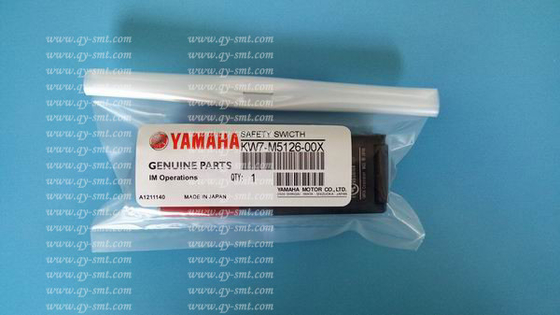 www.qy-smt.com
SAFETY SWICTH
YAMAHA KW7-M5126-00X
GENUINE PARTS
IM Operations QTY: 1
YAMAHA MOTOR CO.,LTD.
A1211140 MADE IN JAPAN